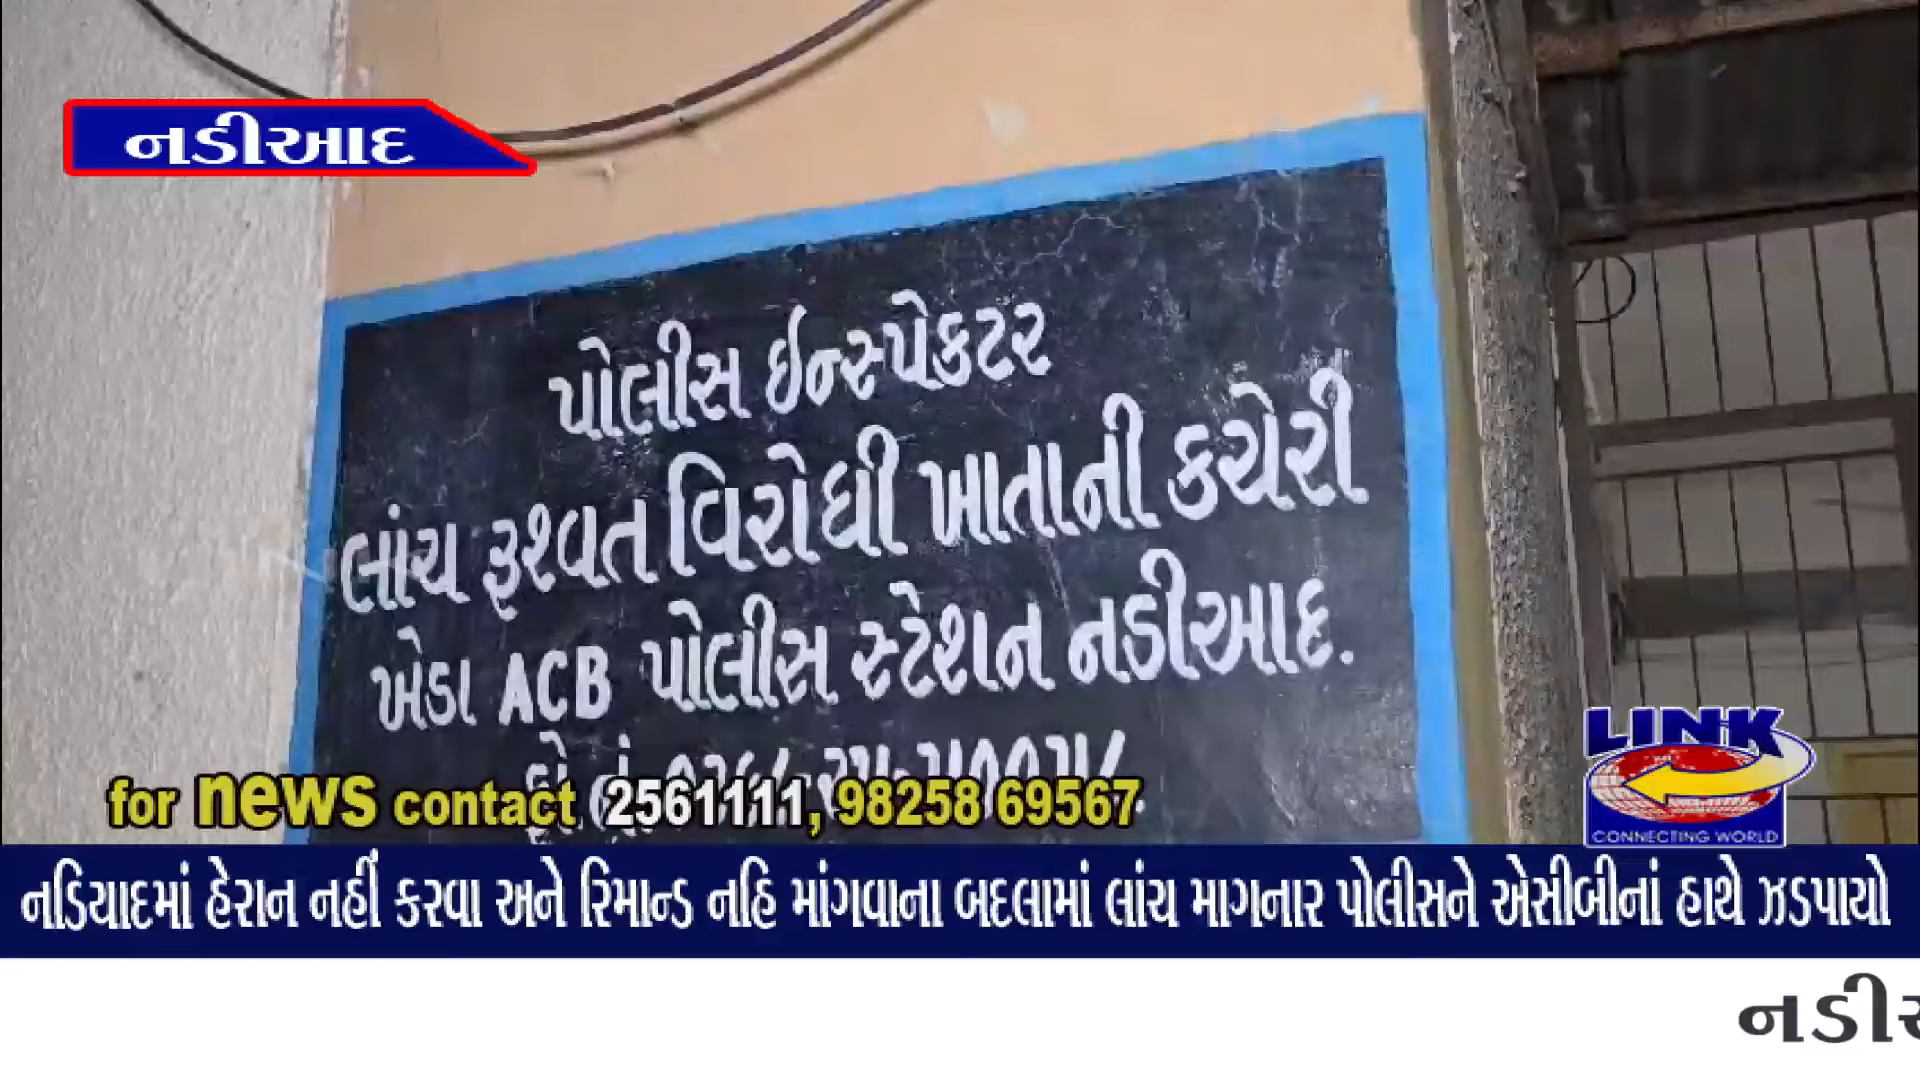 નડીઆદ
પોલીસ ઈન્સ્પેકટર
લાંચ રૂશ્વત વિરોધી ખાતાની કચેરી
ખેડા ACB પોલીસ સ્ટેશન નડીઆદ.
for news contact 2561111, 98258 69567
LINK
CONNECTING WORLD
નડિયાદમાં હેરાન નહીં કરવા અને રિમાન્ડ નહિ માંગવાના બદલામાં લાંચ માગનાર પોલીસને એસીબીનાં હાથે ઝડપાયો
નડી